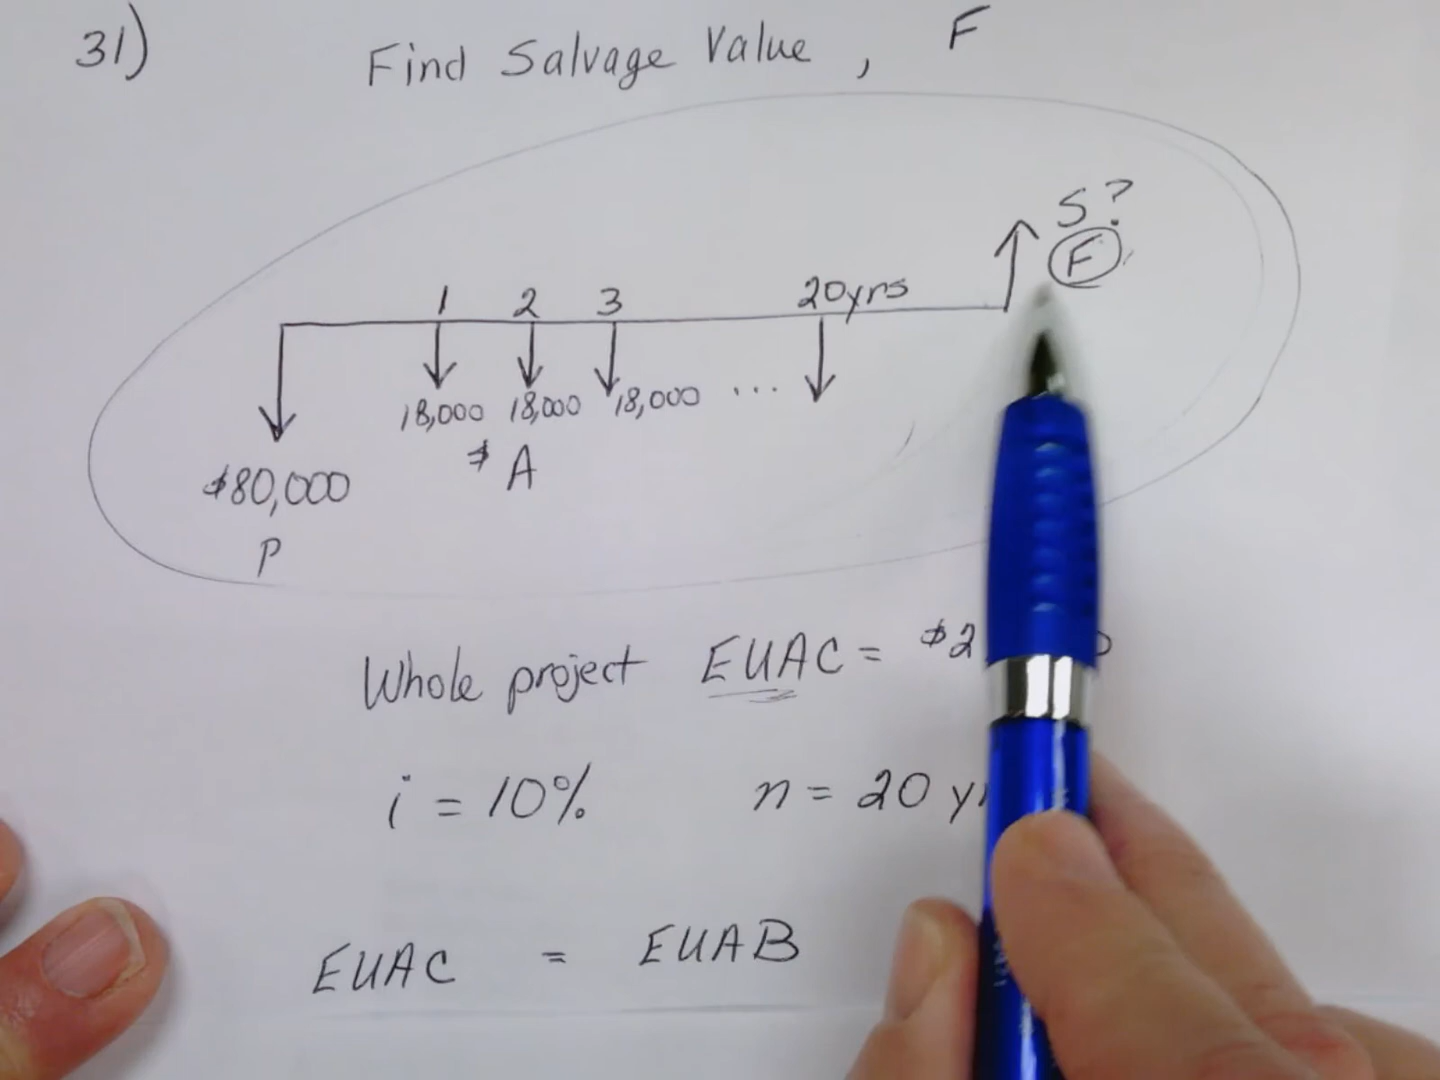 31) Find Salvage Value, F
S?
F
1 2 3 20yrs
18,000 18,000 18,000 ...
$ A
$80,000
P
Whole project EUAC = $2
i = 10% n = 20 y
EUAC = EUAB